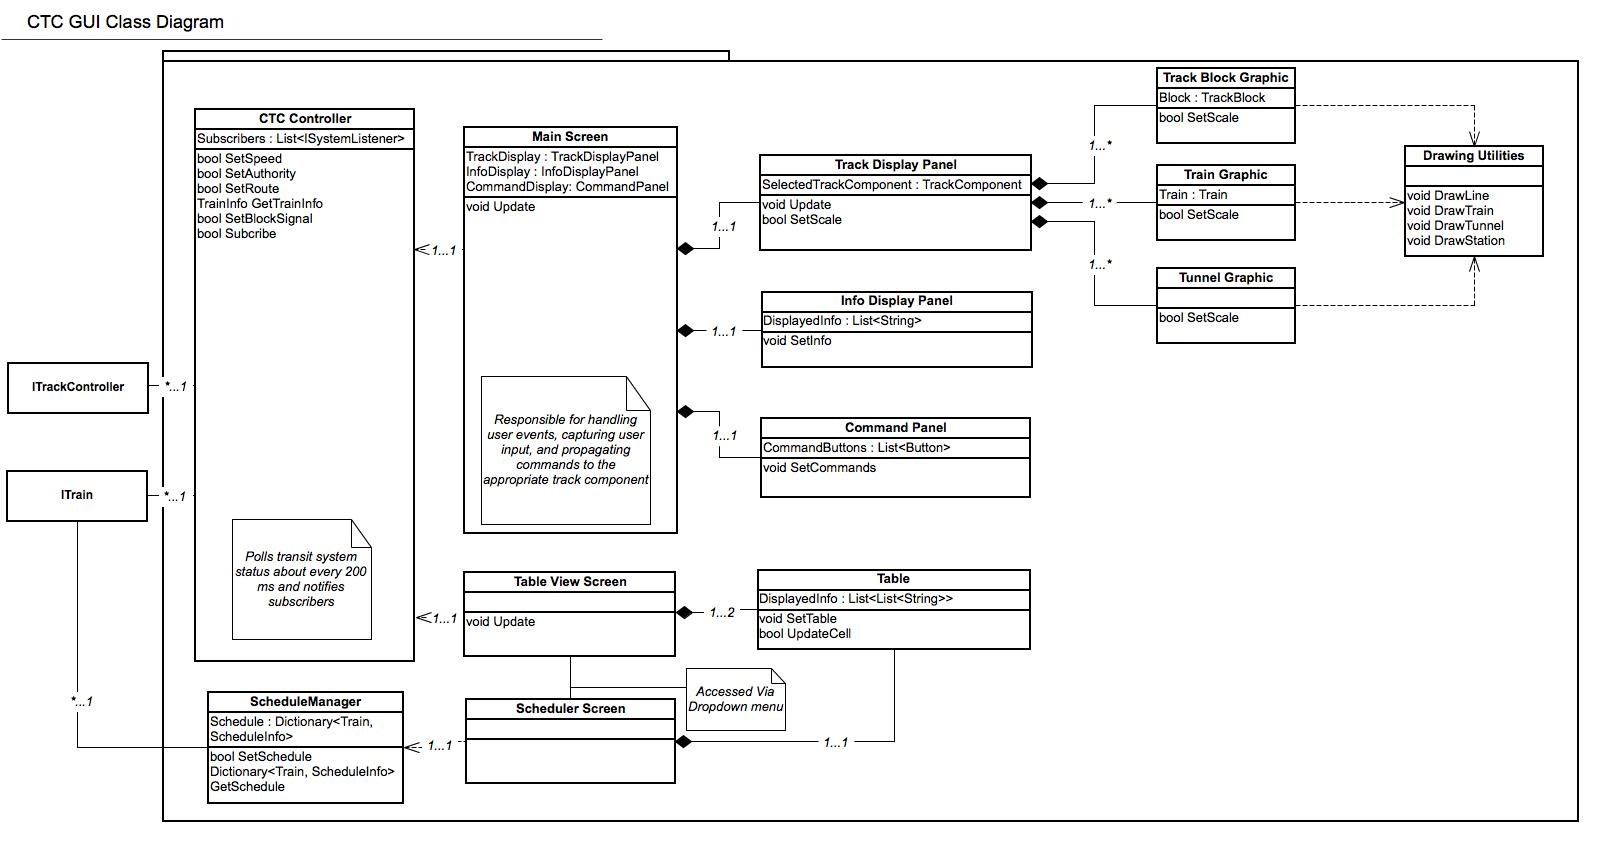 CTC GUI Class Diagram
CTC Controller
Subscribers : List<ISystemListener>
bool SetSpeed
bool SetAuthority
bool SetRoute
TrainInfo GetTrainInfo
bool SetBlockSignal
bool Subcribe
Polls transit system
status about every 200
ms and notifies
subscribers
Main Screen
TrackDisplay : TrackDisplayPanel
InfoDisplay : InfoDisplayPanel
CommandDisplay: CommandPanel
void Update
Responsible for handling
user events, capturing user
input, and propagating
commands to the
appropriate track component
1...1
1...1
1...1
1...1
Track Display Panel
SelectedTrackComponent : TrackComponent
void Update
bool SetScale
Info Display Panel
DisplayedInfo : List<String>
void SetInfo
Command Panel
CommandButtons : List<Button>
void SetCommands
1...*
1...*
1...*
Track Block Graphic
Block : TrackBlock
bool SetScale
Train Graphic
Train : Train
bool SetScale
Tunnel Graphic
bool SetScale
Drawing Utilities
void DrawLine
void DrawTrain
void DrawTunnel
void DrawStation
ITrackController
*...1
ITrain
*...1
*...1
Table View Screen
void Update
1...1
1...2
Table
DisplayedInfo : List<List<String>>
void SetTable
bool UpdateCell
Accessed Via
Dropdown menu
ScheduleManager
Schedule : Dictionary<Train,
ScheduleInfo>
bool SetSchedule
Dictionary<Train, ScheduleInfo>
GetSchedule
1...1
Scheduler Screen
1...1